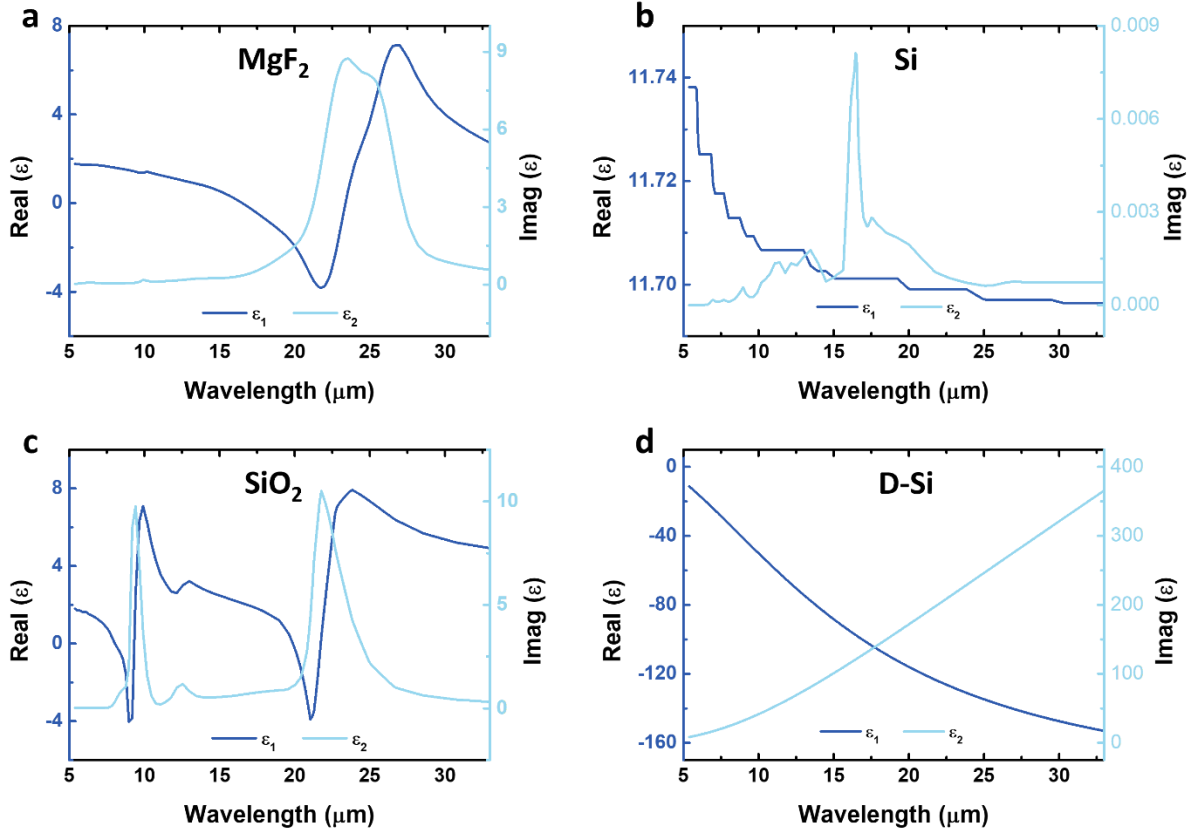 a
MgF₂
8
4
0
-4
9
6
3
0
Real (ε)
Imag (ε)
ε₁ ε₂
5 10 15 20 25 30
Wavelength (μm)
b
Si
11.74
11.72
11.70
0.009
0.006
0.003
0.000
Real (ε)
Imag (ε)
ε₁ ε₂
5 10 15 20 25 30
Wavelength (μm)
c
SiO₂
8
4
0
-4
10
5
0
Real (ε)
Imag (ε)
ε₁ ε₂
5 10 15 20 25 30
Wavelength (μm)
d
D-Si
0
-40
-80
-120
-160
400
300
200
100
0
Real (ε)
Imag (ε)
ε₁ ε₂
5 10 15 20 25 30
Wavelength (μm)